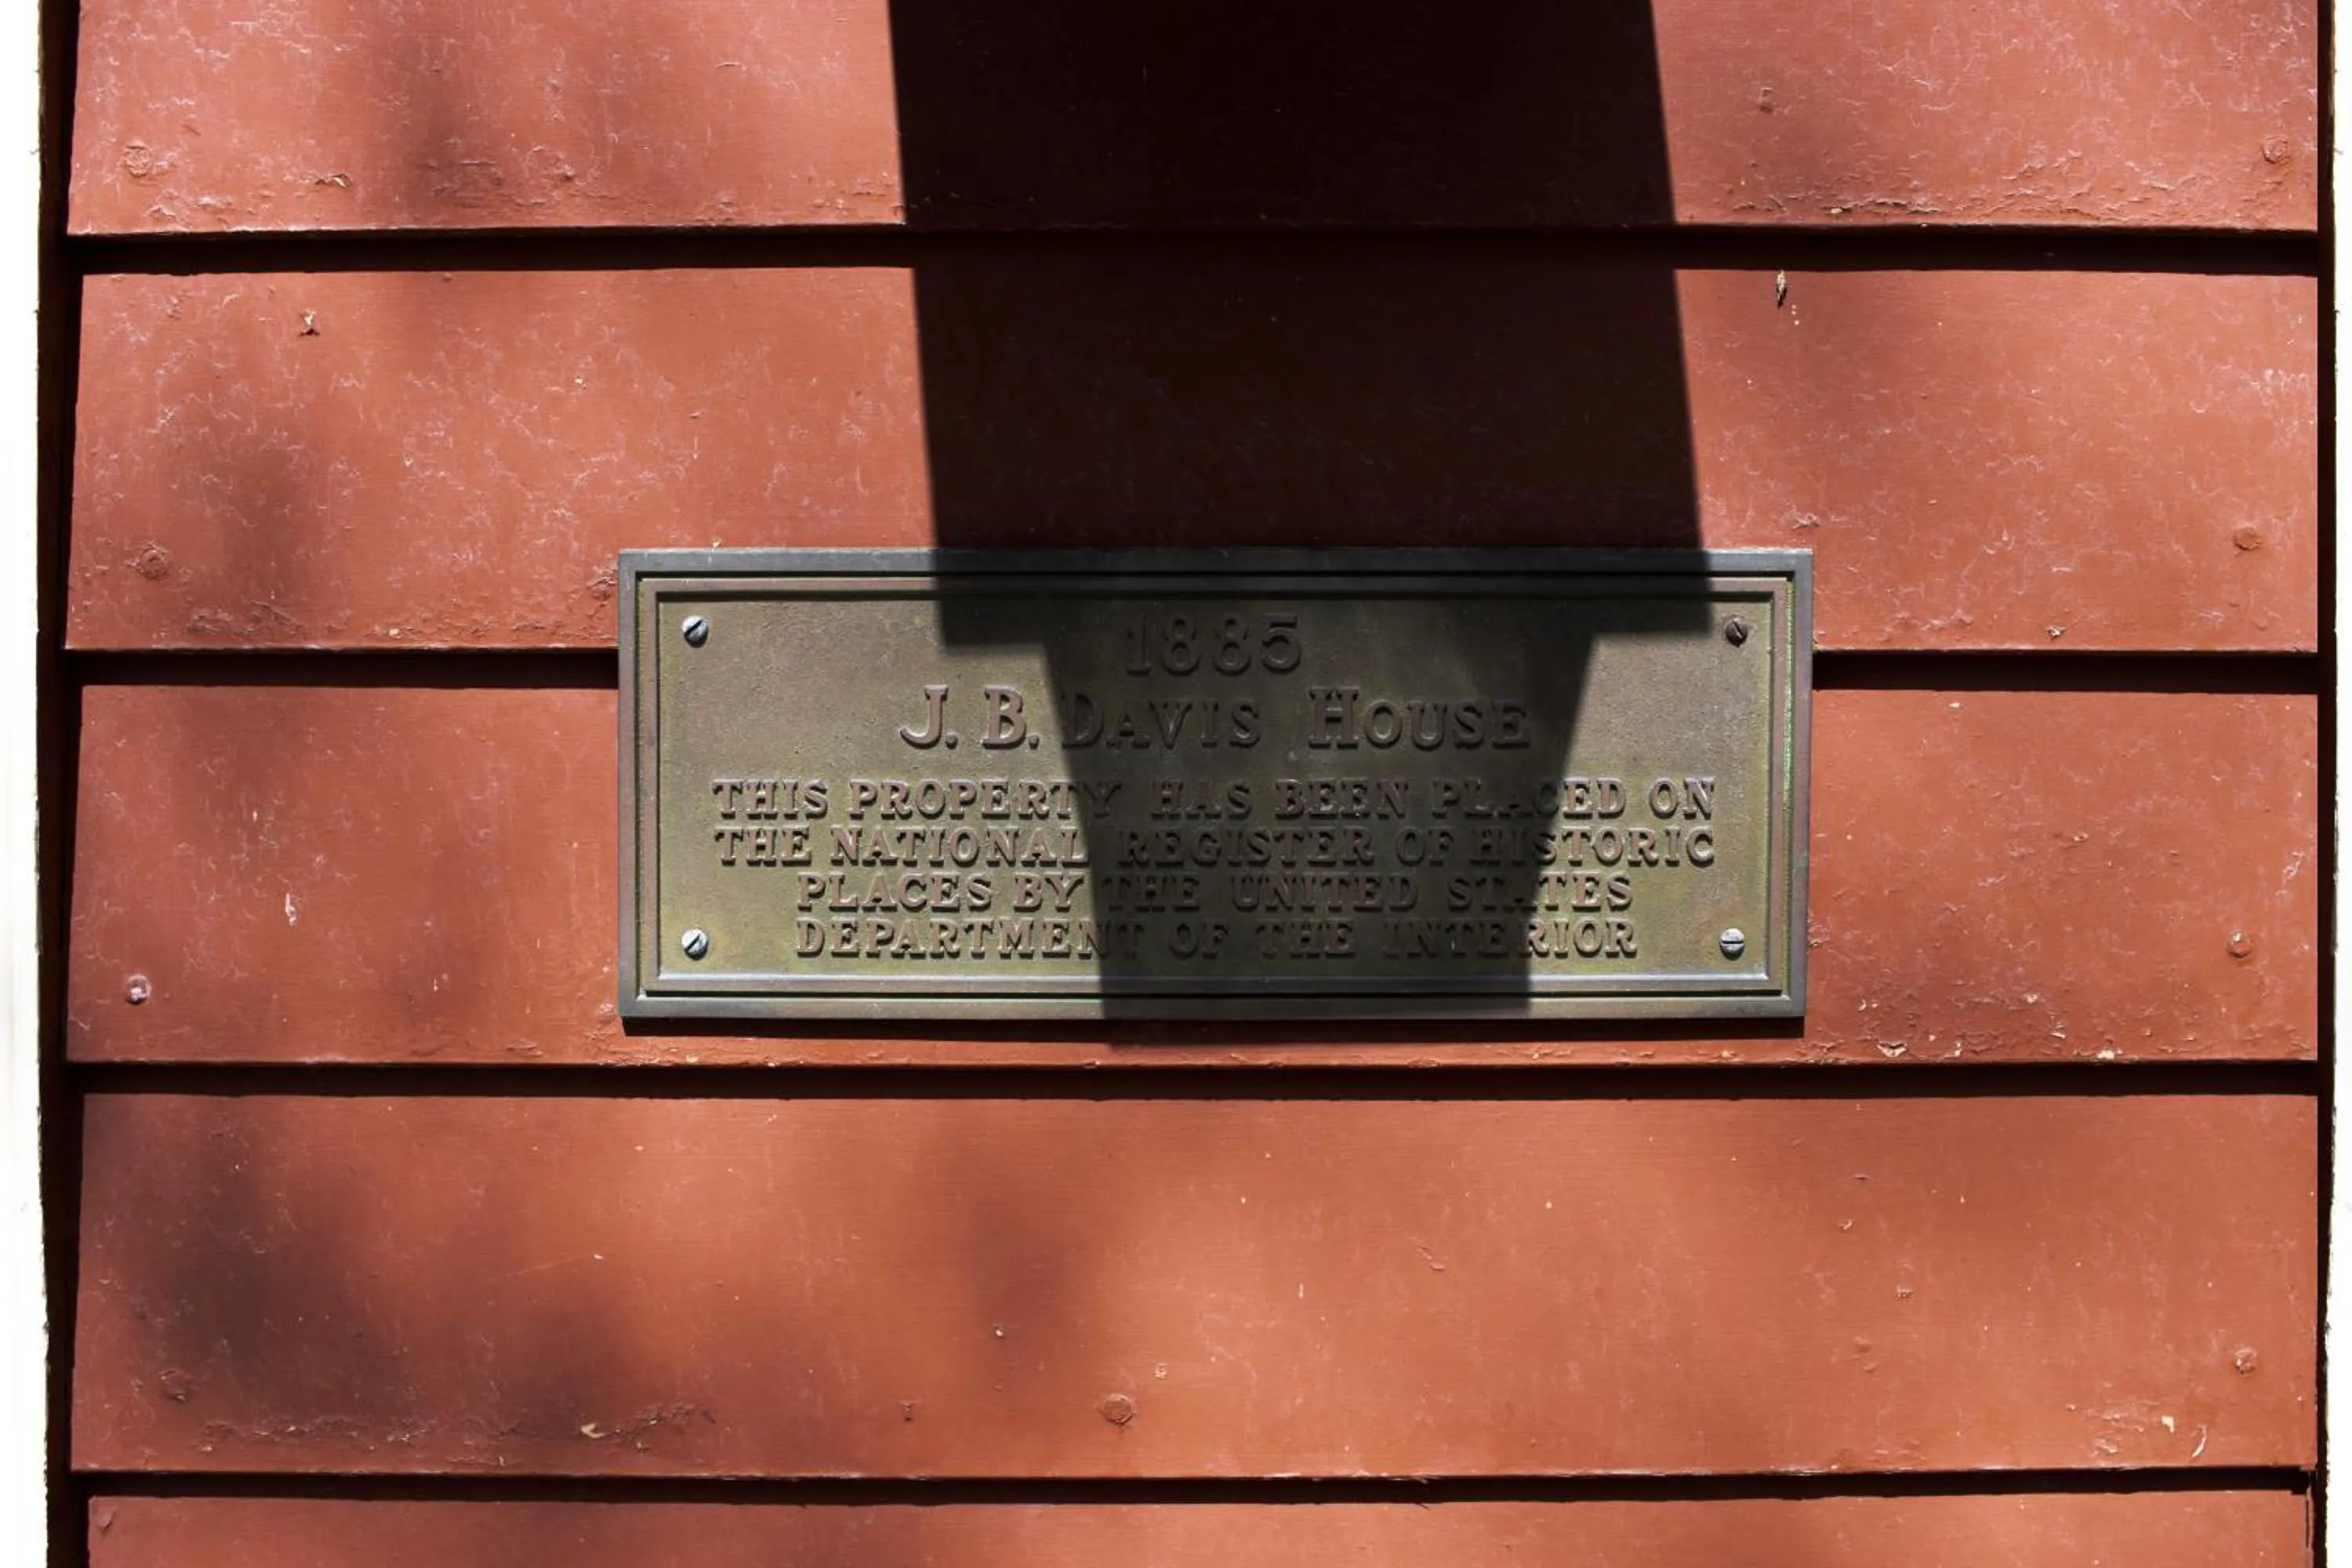 1885
J. B. DAVIS HOUSE
THIS PROPERTY HAS BEEN PLACED ON
THE NATIONAL REGISTER OF HISTORIC
PLACES BY THE UNITED STATES
DEPARTMENT OF THE INTERIOR